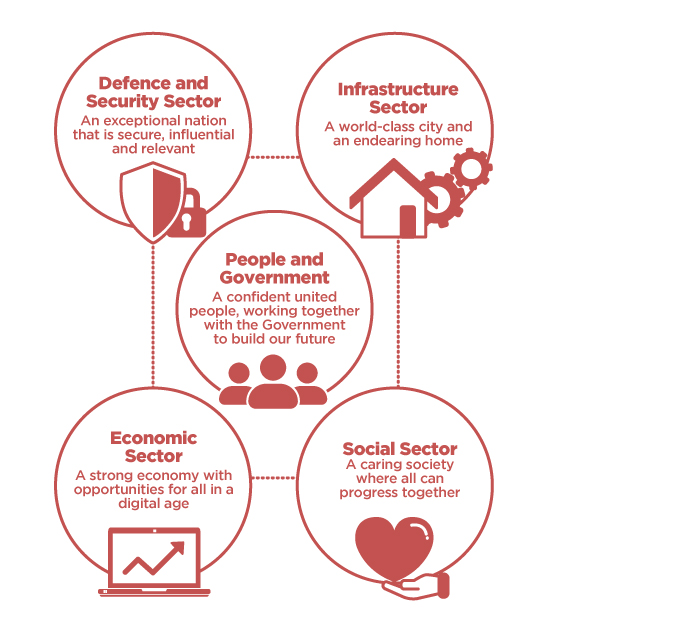 Defence and
Security Sector
An exceptional nation
that is secure, influential
and relevant
Infrastructure
Sector
A world-class city and
an endearing home
People and
Government
A confident united
people, working together
with the Government
to build our future
Economic
Sector
A strong economy with
opportunities for all in a
digital age
Social Sector
A caring society
where all can
progress together